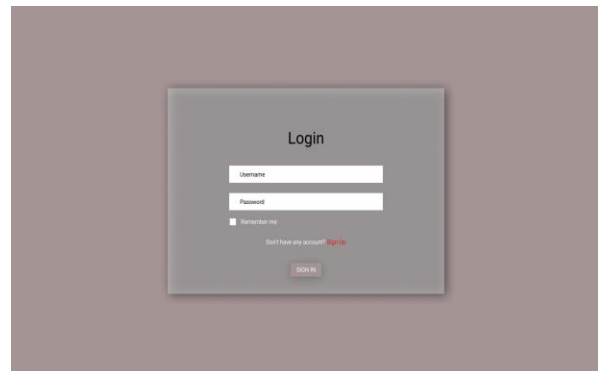 Login
Username
Password
Remember me
Don't have any account? Sign Up
SIGN IN